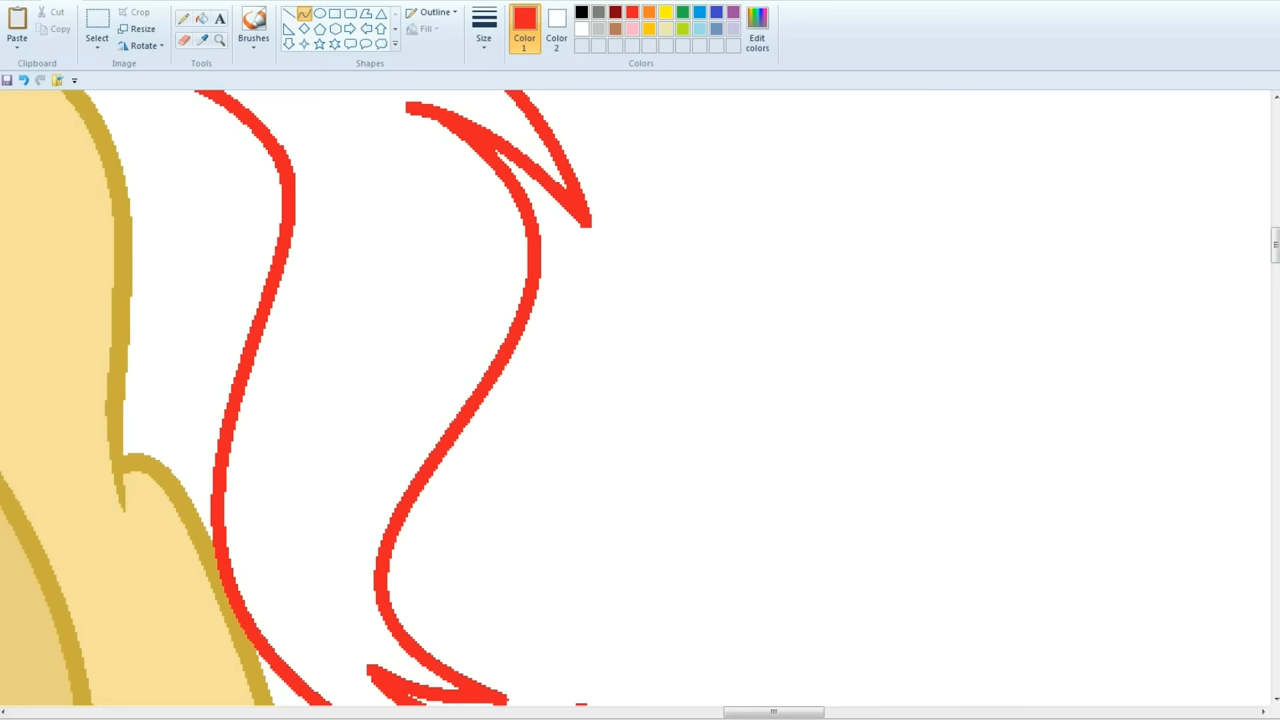 Paste
Cut
Copy
Clipboard
Select
Crop
Resize
Rotate
Image
A
Tools
Brushes
Outline
Fill
Shapes
Size
Color 1
Color 2
Edit colors
Colors